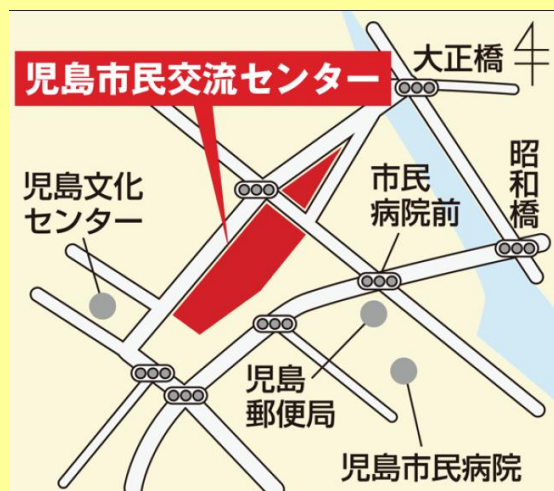 大正橋
児島市民交流センター
昭和橋
市民
病院前
児島文化
センター
児島
郵便局
児島市民病院